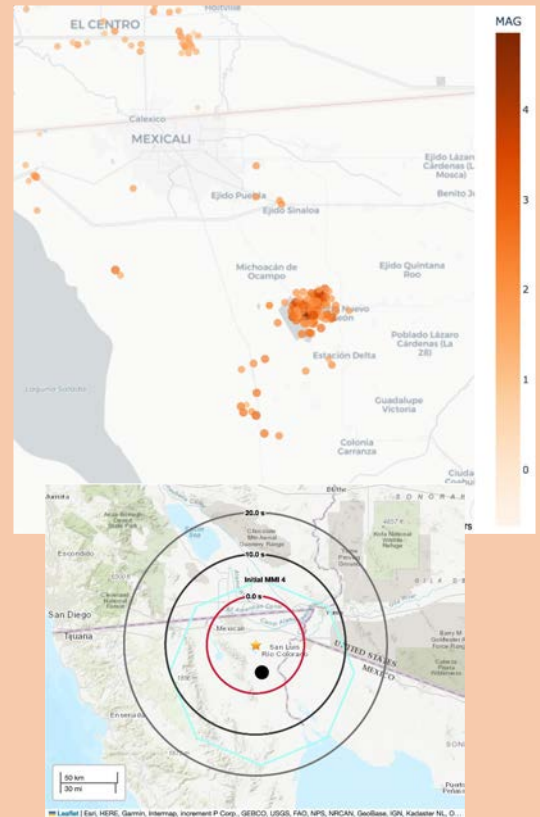 Holtville
MAG
EL CENTRO
4
Calexico
MEXICALI
Ejido Lázaro
Cárdenas (La
Mosca)
Ejido Puebla
Benito Ju
Ejido Sinaloa
3
Michoacán de
Ocampo
Ejido Quintana
Roo
2
Nuevo
León
Poblado Lázaro
Cárdenas (La
28)
Estación Delta
1
Laguna Salada
Guadalupe
Victoria
Colonia
Carranza
0
Ciuda
20.0 s
SONORAN
Escondido
10.0 s
Initial MMI 4
San Diego
0.0 s
Tijuana
Mexicali
San Luis
Río Colorado
UNITED STATES
MEXICO
Ensenada
50 km
30 mi
Leaflet | Esri, HERE, Garmin, Intermap, increment P Corp., GEBCO, USGS, FAO, NPS, NRCAN, GeoBase, IGN, Kadaster NL, O...